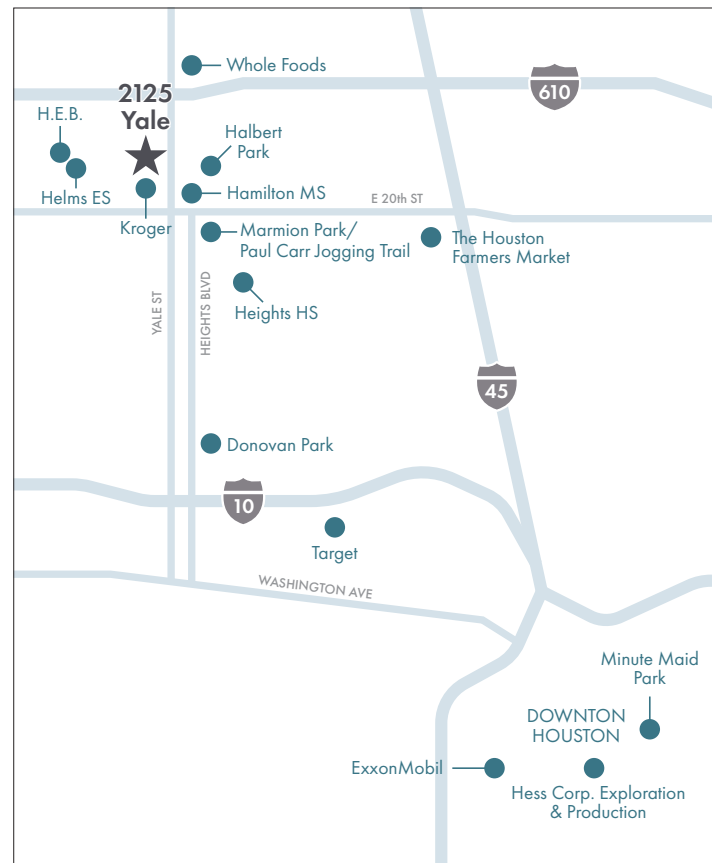 Whole Foods
2125
Yale
610
H.E.B.
Halbert
Park
Helms ES
Hamilton MS
E 20th ST
Kroger
Marmion Park/
Paul Carr Jogging Trail
The Houston
Farmers Market
YALE ST
HEIGHTS BLVD
Heights HS
45
Donovan Park
10
Target
WASHINGTON AVE
Minute Maid
Park
DOWNTON
HOUSTON
ExxonMobil
Hess Corp. Exploration
& Production